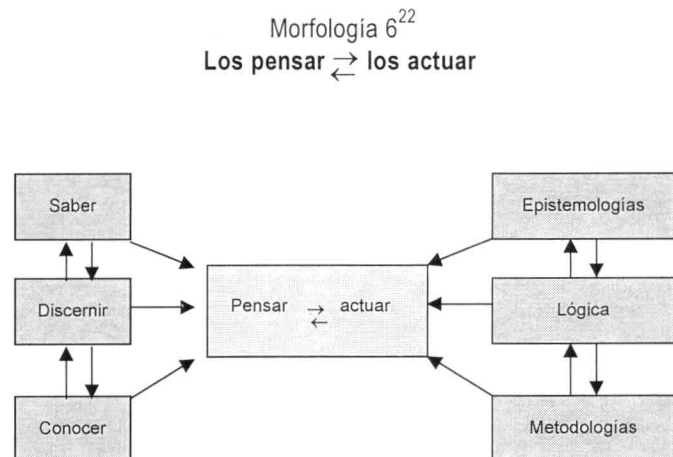 Morfología 6²²
Los pensar ⇄ los actuar
Saber
Epistemologías
Discernir
Pensar ⇄ actuar
Lógica
Conocer
Metodologías